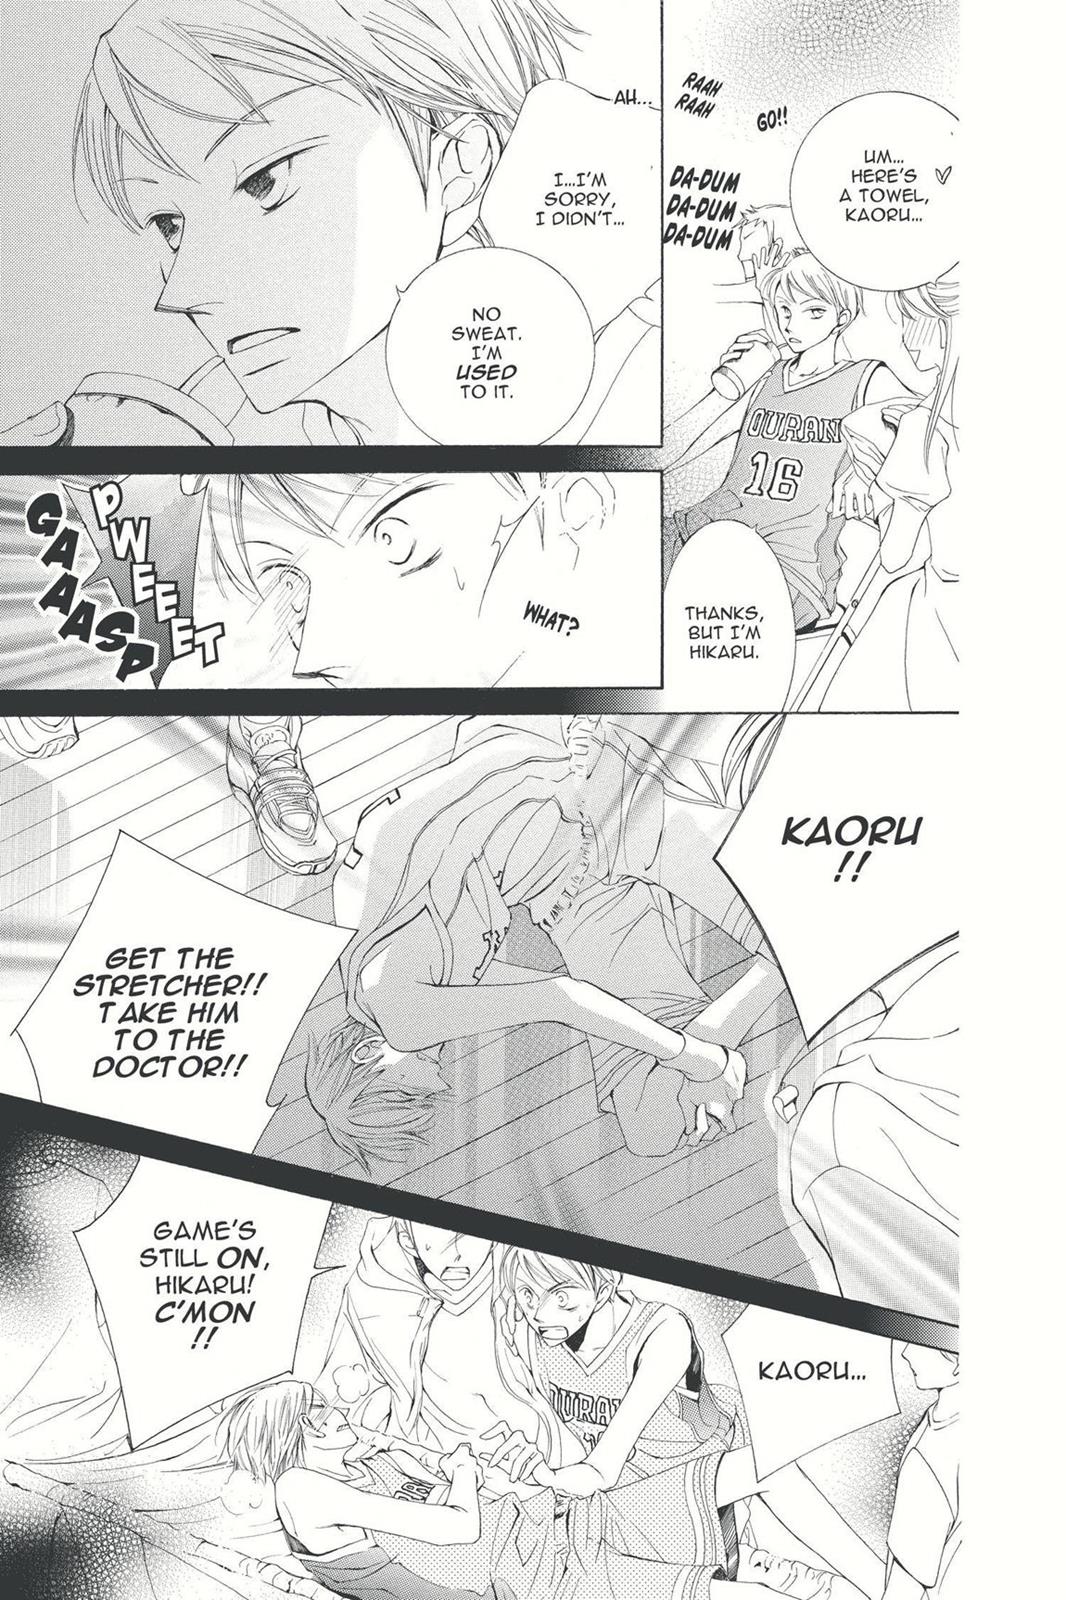 RAAH
RAAH
GO!!
UM...
HERE'S
A TOWEL,
KAORU...
DA-DUM
DA-DUM
DA-DUM
OURAN
16
THANKS,
BUT I'M
HIKARU.
AH...
I...I'M
SORRY,
I DIDN'T...
NO
SWEAT.
I'M
USED
TO IT.
WHAT?
PWEEET
GAAASP
KAORU
!!
GET THE
STRETCHER!!
TAKE HIM
TO THE
DOCTOR!!
KAORU...
GAME'S
STILL ON,
HIKARU!
C'MON
!!
OURAN